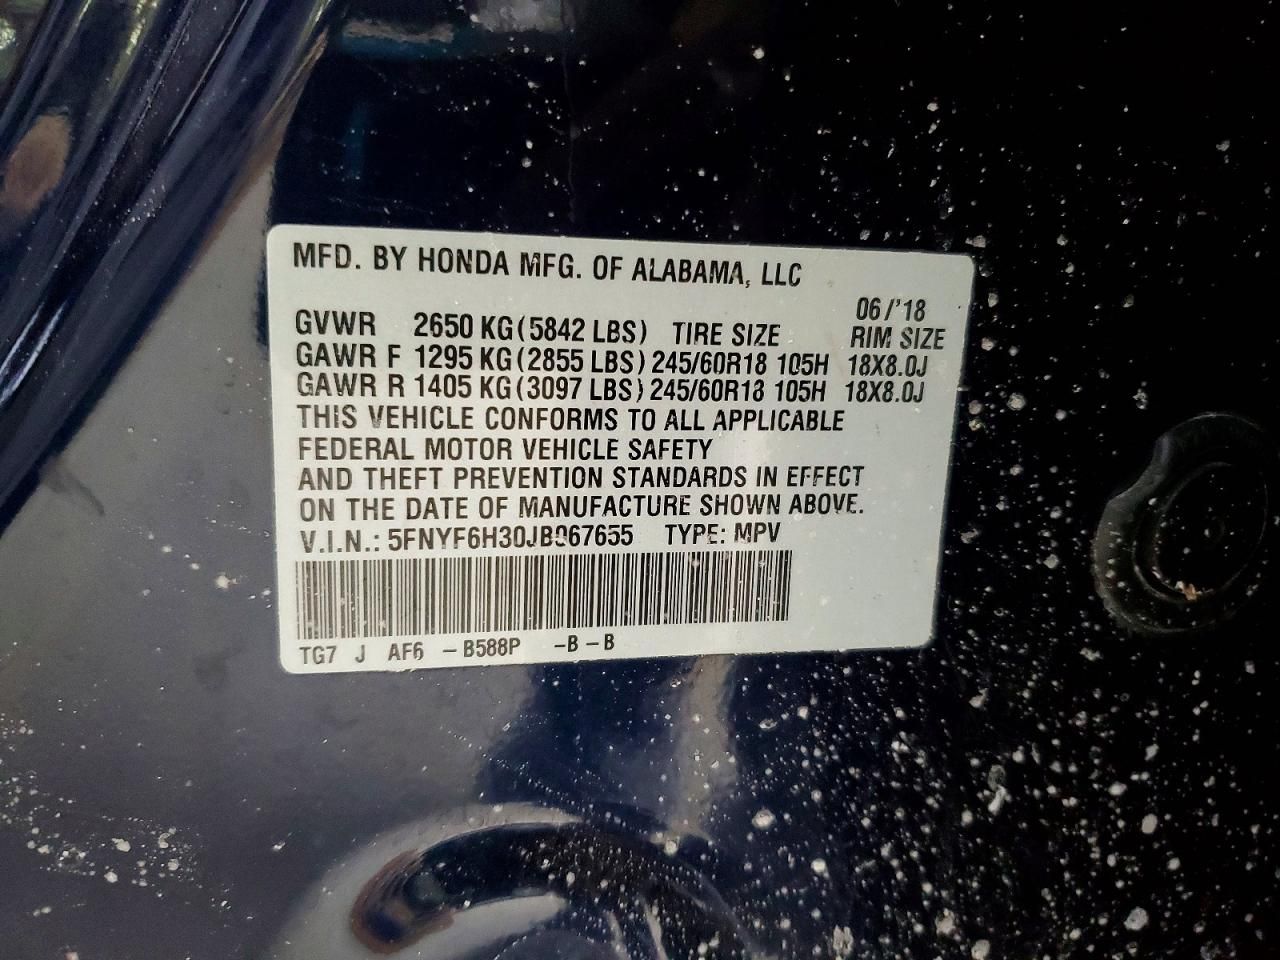 MFD. BY HONDA MFG. OF ALABAMA, LLC
06/'18
GVWR 2650 KG (5842 LBS) TIRE SIZE RIM SIZE
GAWR F 1295 KG (2855 LBS) 245/60R18 105H 18X8.0J
GAWR R 1405 KG (3097 LBS) 245/60R18 105H 18X8.0J
THIS VEHICLE CONFORMS TO ALL APPLICABLE
FEDERAL MOTOR VEHICLE SAFETY
AND THEFT PREVENTION STANDARDS IN EFFECT
ON THE DATE OF MANUFACTURE SHOWN ABOVE.
V.I.N.: TYPE: MPV
TG7 J AF6 - B588P -B - B